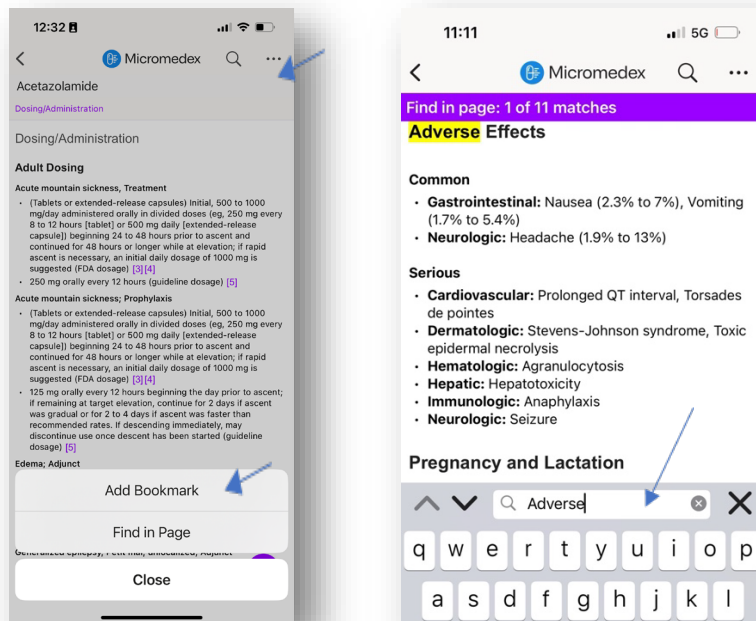 12:32
Micromedex
Acetazolamide
Dosing/Administration
Dosing/Administration
Adult Dosing
Acute mountain sickness, Treatment
• (Tablets or extended-release capsules) Initial, 500 to 1000
mg/day administered orally in divided doses (eg, 250 mg every
8 to 12 hours [tablet] or 500 mg daily [extended-release
capsule]) beginning 24 to 48 hours prior to ascent and
continued for 48 hours or longer while at elevation; if rapid
ascent is necessary, an initial daily dosage of 1000 mg is
suggested (FDA dosage) [3][4]
• 250 mg orally every 12 hours (guideline dosage) [5]
Acute mountain sickness; Prophylaxis
• (Tablets or extended-release capsules) Initial, 500 to 1000
mg/day administered orally in divided doses (eg, 250 mg every
8 to 12 hours [tablet] or 500 mg daily [extended-release
capsule]) beginning 24 to 48 hours prior to ascent and
continued for 48 hours or longer while at elevation; if rapid
ascent is necessary, an initial daily dosage of 1000 mg is
suggested (FDA dosage) [3][4]
• 125 mg orally every 12 hours beginning the day prior to ascent;
if remaining at target elevation, continue for 2 days if ascent
was gradual or for 2 to 4 days if ascent was faster than
recommended rates. If descending immediately, may
discontinue use once descent has been started (guideline
dosage) [5]
Edema; Adjunct
Add Bookmark
Find in Page
Close
11:11
5G
Micromedex
Find in page: 1 of 11 matches
Adverse Effects
Common
• Gastrointestinal: Nausea (2.3% to 7%), Vomiting
(1.7% to 5.4%)
• Neurologic: Headache (1.9% to 13%)
Serious
• Cardiovascular: Prolonged QT interval, Torsades
de pointes
• Dermatologic: Stevens-Johnson syndrome, Toxic
epidermal necrolysis
• Hematologic: Agranulocytosis
• Hepatic: Hepatotoxicity
• Immunologic: Anaphylaxis
• Neurologic: Seizure
Pregnancy and Lactation
Adverse
q w e r t y u i o p
a s d f g h j k l